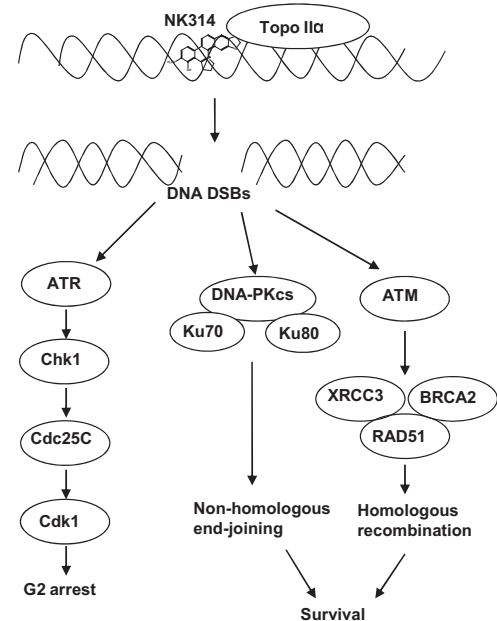 NK314
Topo IIα
DNA DSBs
ATR
DNA-PKcs
ATM
Ku70
Ku80
Chk1
XRCC3
BRCA2
Cdc25C
RAD51
Cdk1
Non-homologous
end-joining
Homologous
recombination
G2 arrest
Survival